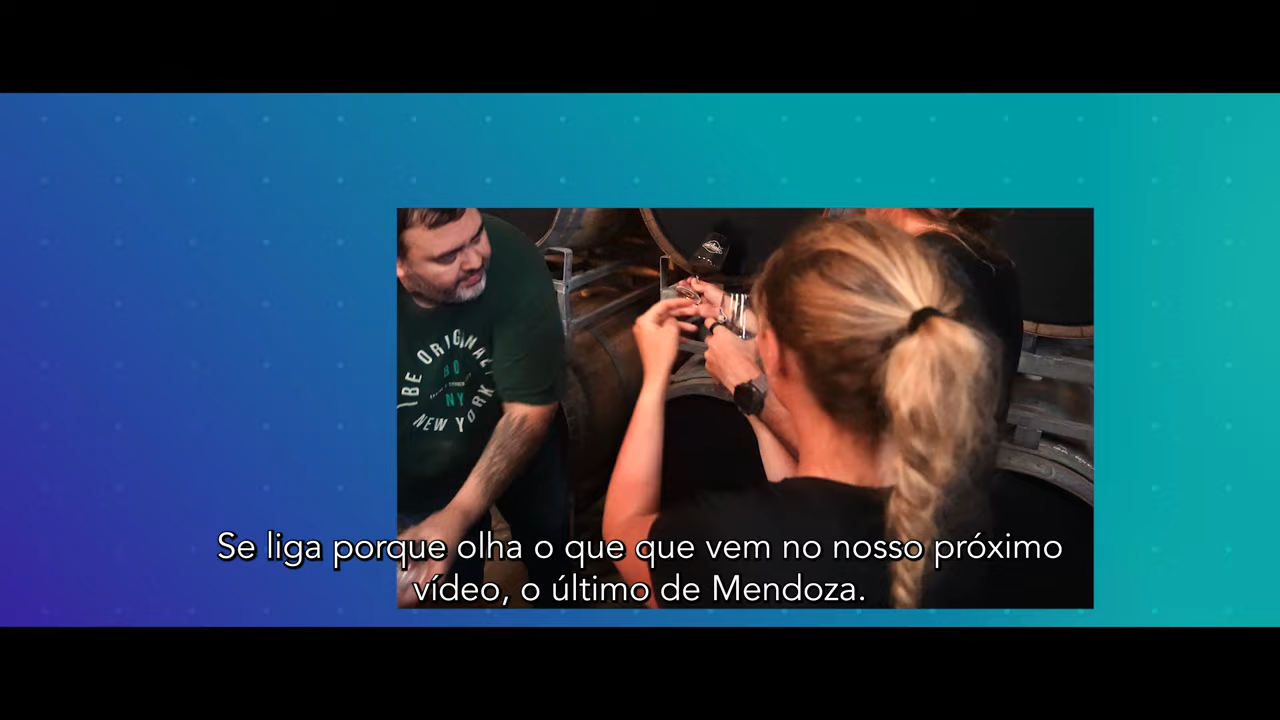 BE ORIGINAL
NY
NEW YORK
Se liga porque olha o que que vem no nosso próximo
vídeo, o último de Mendoza.